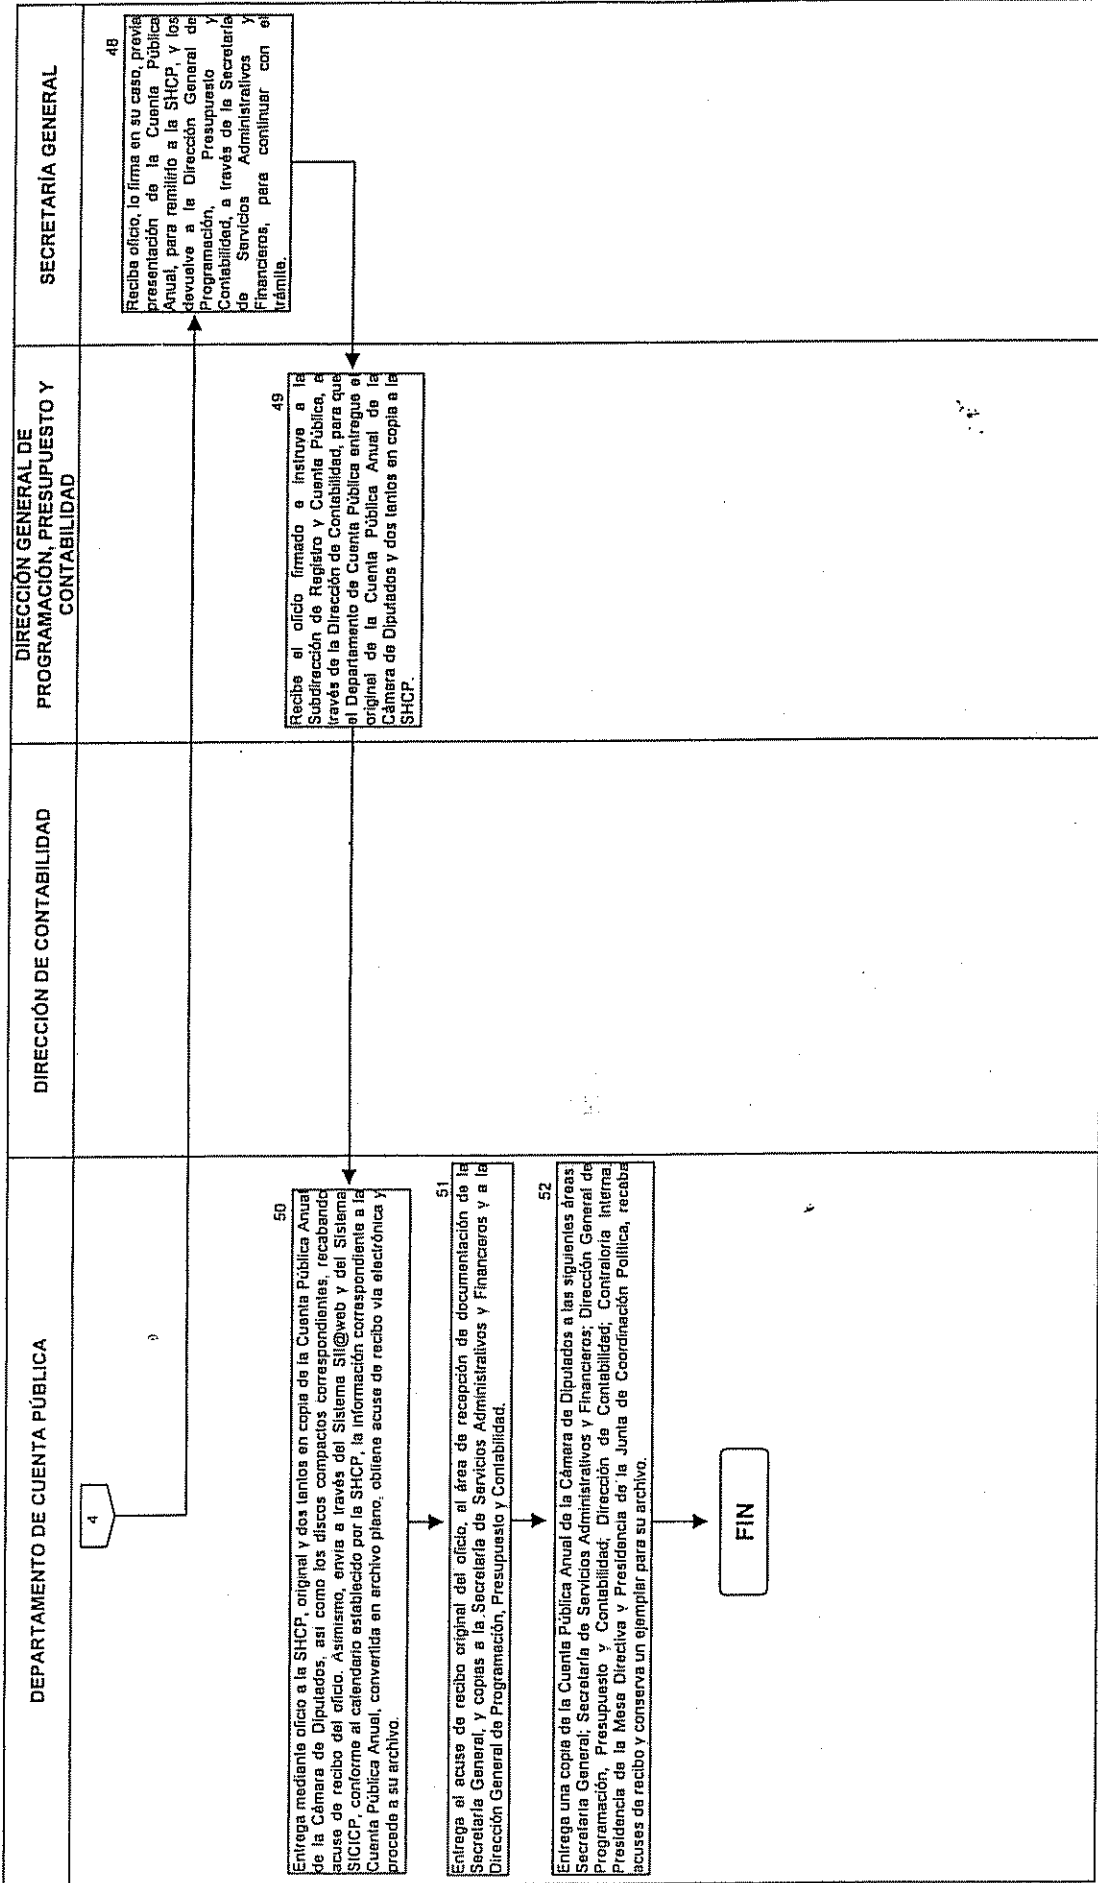 DEPARTAMENTO DE CUENTA PÚBLICA
DIRECCIÓN DE CONTABILIDAD
DIRECCIÓN GENERAL DE
PROGRAMACIÓN, PRESUPUESTO Y
CONTABILIDAD
SECRETARÍA GENERAL
4
48
Recibe oficio, lo firma en su caso, previa
presentación de la Cuenta Pública
Anual, para remitirlo a la SHCP, y los
devuelve a la Dirección General de
Programación, Presupuesto y
Contabilidad, a través de la Secretaría
de Servicios Administrativos y
Financieros, para continuar con el
trámite.
49
Recibe el oficio firmado e instruye a la
Subdirección de Registro y Cuenta Pública, a
través de la Dirección de Contabilidad, para que
el Departamento de Cuenta Pública entregue el
original de la Cuenta Pública Anual de la
Cámara de Diputados y dos tantos en copia a la
SHCP.
50
Entrega mediante oficio a la SHCP, original y dos tantos en copia de la Cuenta Pública Anual
de la Cámara de Diputados, así como los discos compactos correspondientes, recabando
acuse de recibo del oficio. Asimismo, envía a través del Sistema SII@web y del Sistema
SICICP, conforme al calendario establecido por la SHCP, la información correspondiente a la
Cuenta Pública Anual, convertida en archivo plano, obtiene acuse de recibo vía electrónica y
procede a su archivo.
51
Entrega el acuse de recibo original del oficio, al área de recepción de documentación de la
Secretaría General, y copias a la Secretaría de Servicios Administrativos y Financieros y a la
Dirección General de Programación, Presupuesto y Contabilidad.
52
Entrega una copia de la Cuenta Pública Anual de la Cámara de Diputados a las siguientes áreas
Secretaría General; Secretaría de Servicios Administrativos y Financieros; Dirección General de
Programación, Presupuesto y Contabilidad; Dirección de Contabilidad; Contraloría Interna,
Presidencia de la Mesa Directiva y Presidencia de la Junta de Coordinación Política, recaba
acuses de recibo y conserva un ejemplar para su archivo.
FIN